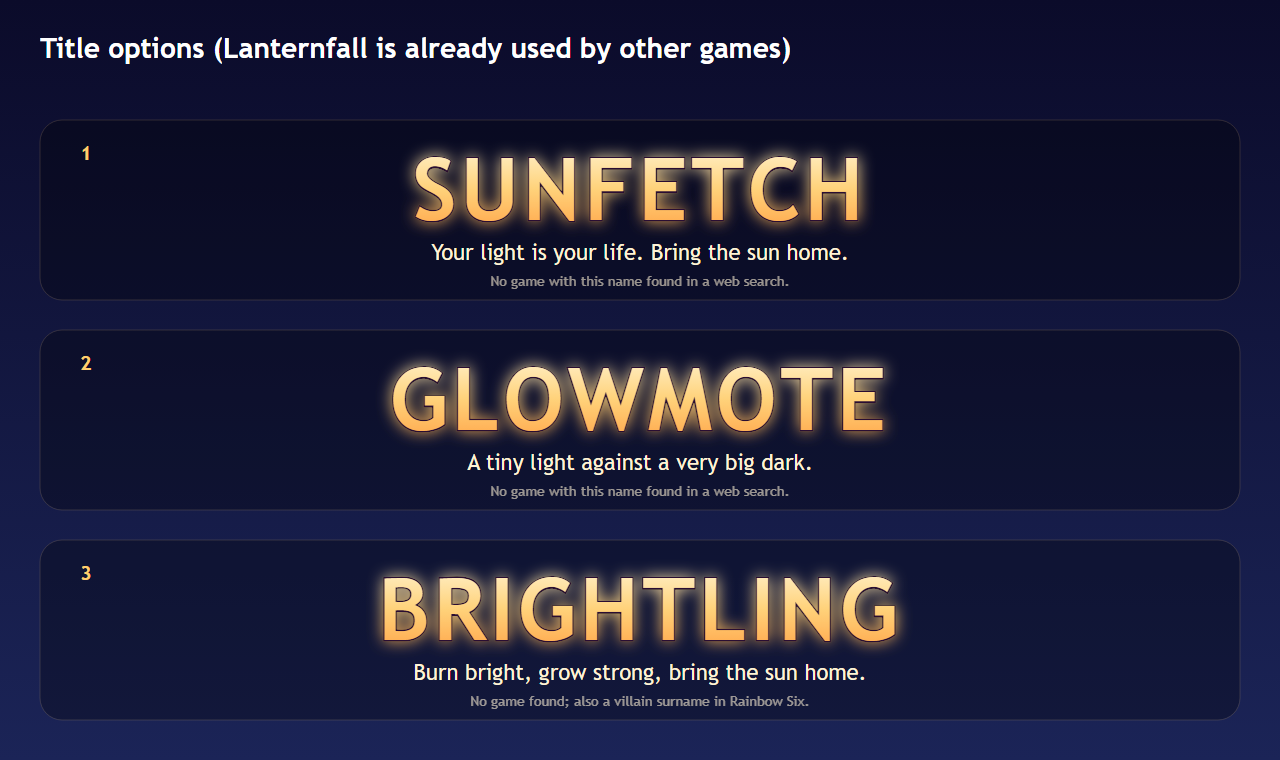 Title options (Lanternfall is already used by other games)
1
SUNFETCH
Your light is your life. Bring the sun home.
No game with this name found in a web search.
2
GLOWMOTE
A tiny light against a very big dark.
No game with this name found in a web search.
3
BRIGHTLING
Burn bright, grow strong, bring the sun home.
No game found; also a villain surname in Rainbow Six.